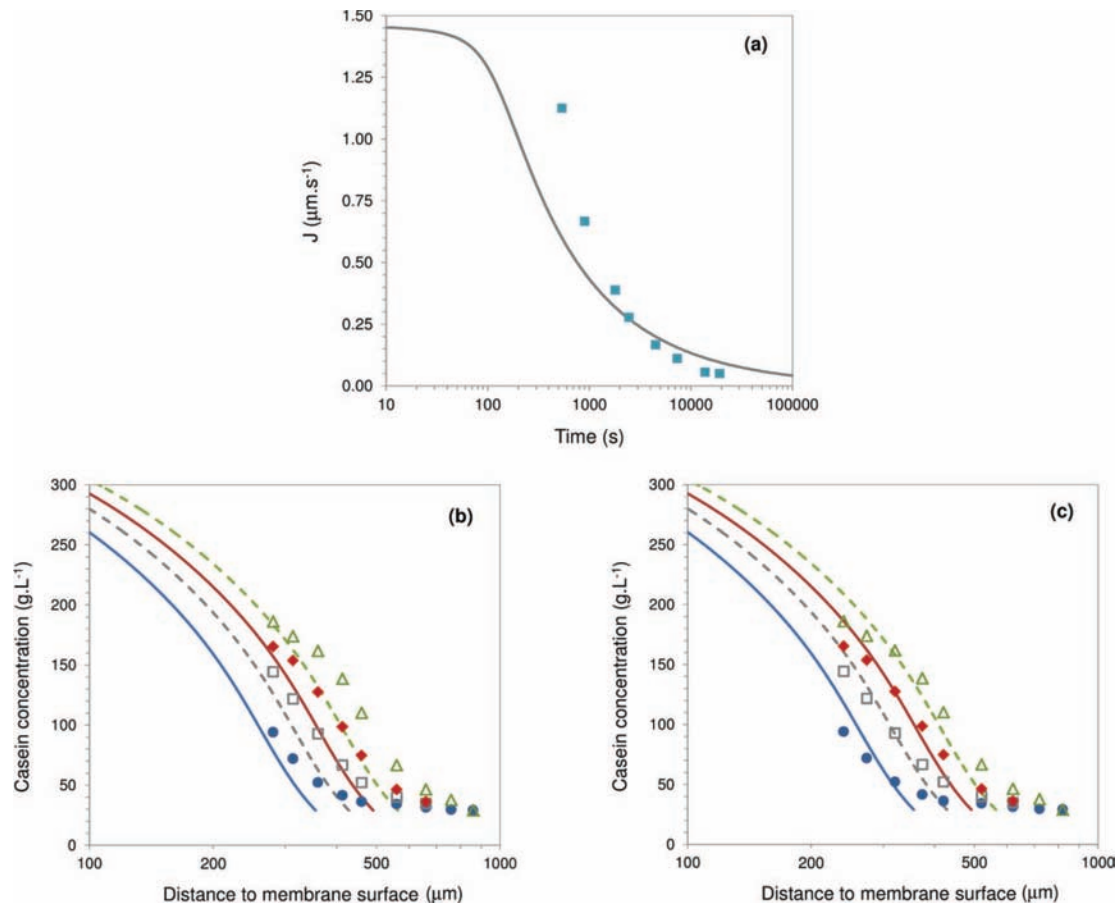 (a)
J (µm.s⁻¹)
1.50
1.25
1.00
0.75
0.50
0.25
0.00
10 100 1000 10000 100000
Time (s)
(b)
Casein concentration (g.L⁻¹)
300
250
200
150
100
50
0
100 200 500 1000
Distance to membrane surface (µm)
(c)
Casein concentration (g.L⁻¹)
300
250
200
150
100
50
0
100 200 500 1000
Distance to membrane surface (µm)